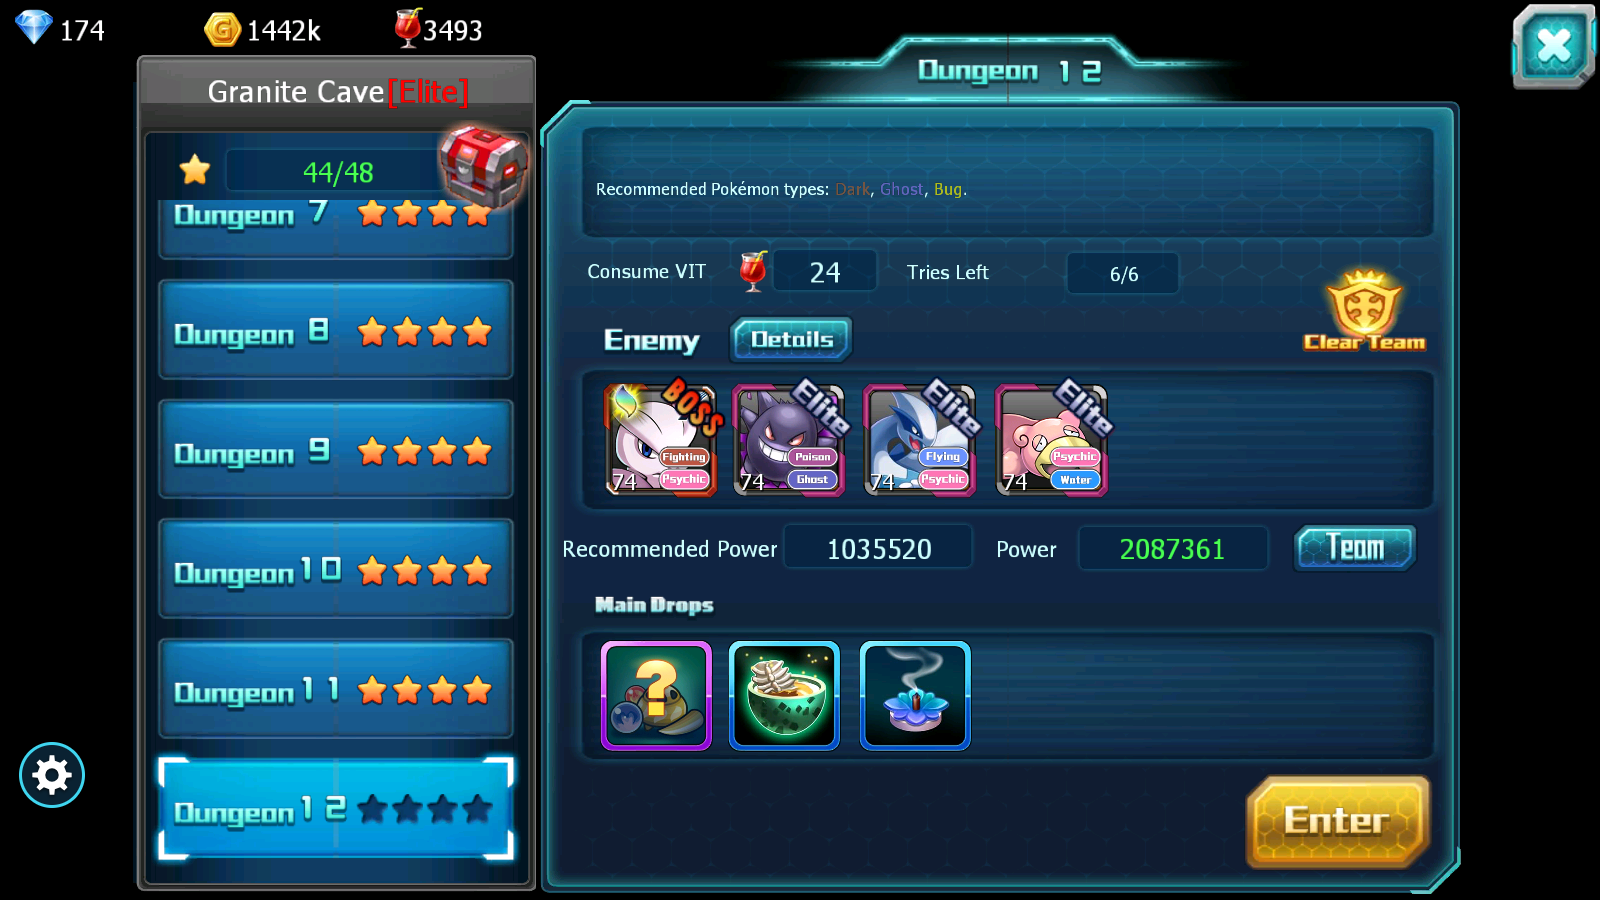 174
1442k
3493
Granite Cave[Elite]
44/48
Dungeon 7
Dungeon 8
Dungeon 9
Dungeon 10
Dungeon 11
Dungeon 12
Dungeon 12
Recommended Pokémon types: Dark, Ghost, Bug.
Consume VIT 24 Tries Left 6/6
Clear Team
Enemy Details
BOSS Fighting Psychic 74
Elite Poison Ghost 74
Elite Flying Psychic 74
Elite Psychic Water 74
Recommended Power 1035520 Power 2087361 Team
Main Drops
?
Enter